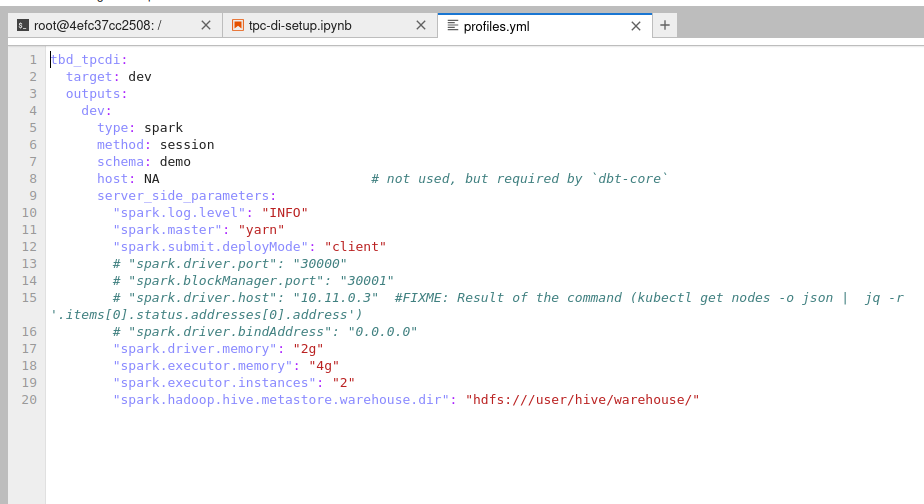 root@4efc37cc2508: /
tpc-di-setup.ipynb
profiles.yml
1 tbd_tpcdi:
2   target: dev
3   outputs:
4     dev:
5       type: spark
6       method: session
7       schema: demo
8       host: NA                           # not used, but required by `dbt-core`
9       server_side_parameters:
10         "spark.log.level": "INFO"
11         "spark.master": "yarn"
12         "spark.submit.deployMode": "client"
13         # "spark.driver.port": "30000"
14         # "spark.blockManager.port": "30001"
15         # "spark.driver.host": "10.11.0.3"  #FIXME: Result of the command (kubectl get nodes -o json |  jq -r
'.items[0].status.addresses[0].address')
16         # "spark.driver.bindAddress": "0.0.0.0"
17         "spark.driver.memory": "2g"
18         "spark.executor.memory": "4g"
19         "spark.executor.instances": "2"
20         "spark.hadoop.hive.metastore.warehouse.dir": "hdfs:///user/hive/warehouse/"